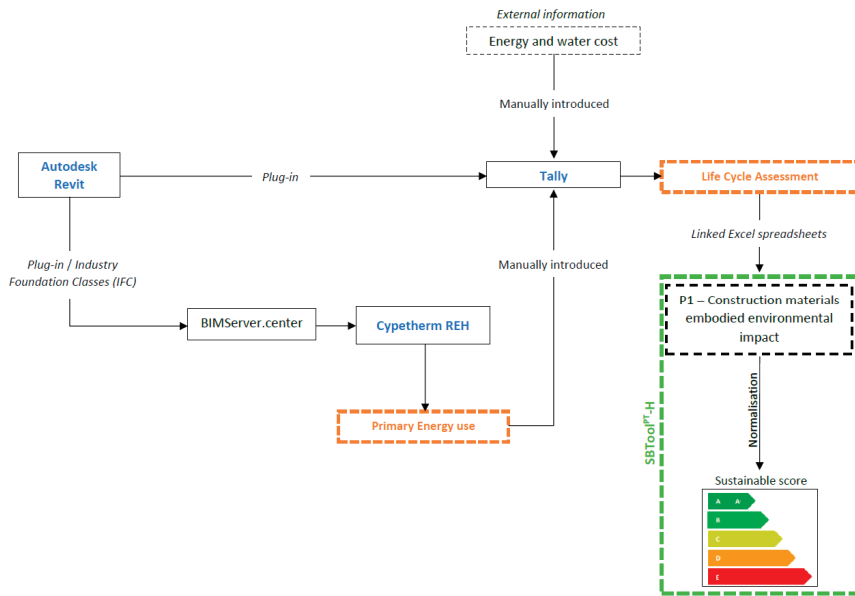 External information
Energy and water cost
Manually introduced
Autodesk
Revit
Plug-in
Tally
Life Cycle Assessment
Linked Excel spreadsheets
Plug-in / Industry
Foundation Classes (IFC)
Manually introduced
P1 – Construction materials
embodied environmental
impact
BIMServer.center
Cypetherm REH
Primary Energy use
Normalisation
SBToolᴾᵀ-H
Sustainable score
A A
B
C
D
E